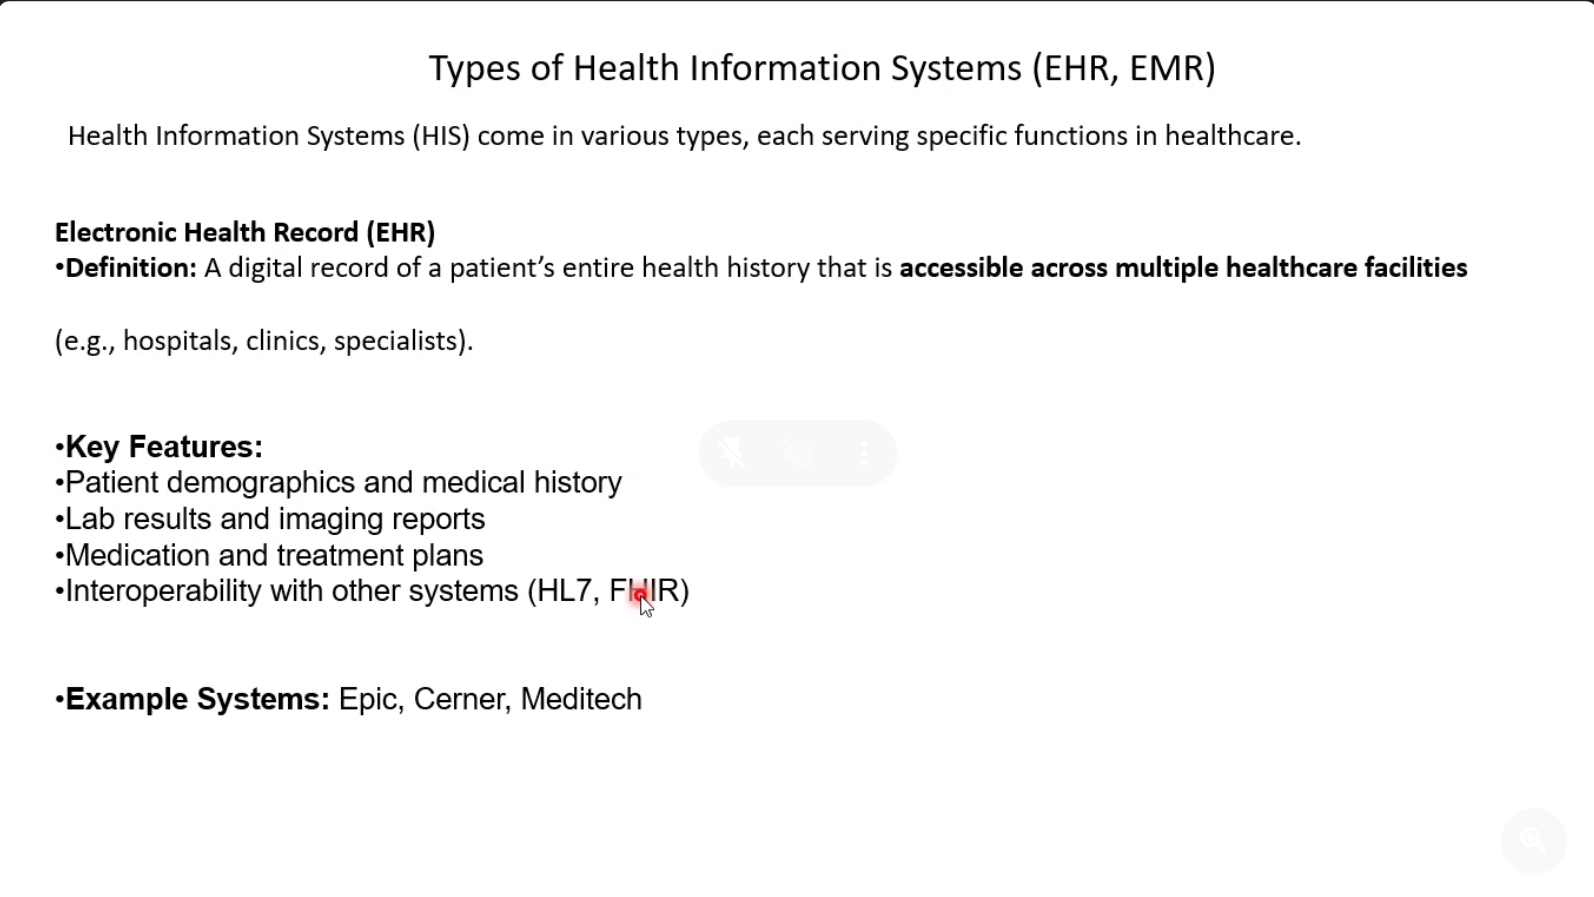 Types of Health Information Systems (EHR, EMR)
Health Information Systems (HIS) come in various types, each serving specific functions in healthcare.
Electronic Health Record (EHR)
•Definition: A digital record of a patient’s entire health history that is accessible across multiple healthcare facilities
(e.g., hospitals, clinics, specialists).
•Key Features:
•Patient demographics and medical history
•Lab results and imaging reports
•Medication and treatment plans
•Interoperability with other systems (HL7, FHIR)
•Example Systems: Epic, Cerner, Meditech